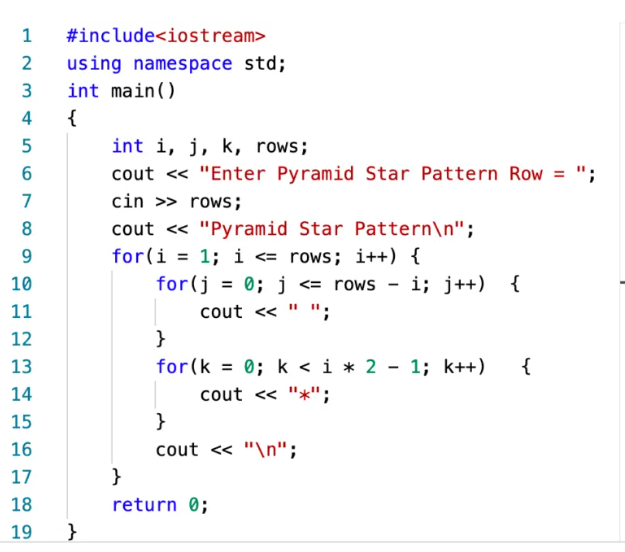 1 #include<iostream>
2 using namespace std;
3 int main()
4 {
5     int i, j, k, rows;
6     cout << "Enter Pyramid Star Pattern Row = ";
7     cin >> rows;
8     cout << "Pyramid Star Pattern\n";
9     for(i = 1; i <= rows; i++) {
10         for(j = 0; j <= rows - i; j++)  {
11             cout << " ";
12         }
13         for(k = 0; k < i * 2 - 1; k++)   {
14             cout << "*";
15         }
16         cout << "\n";
17     }
18     return 0;
19 }